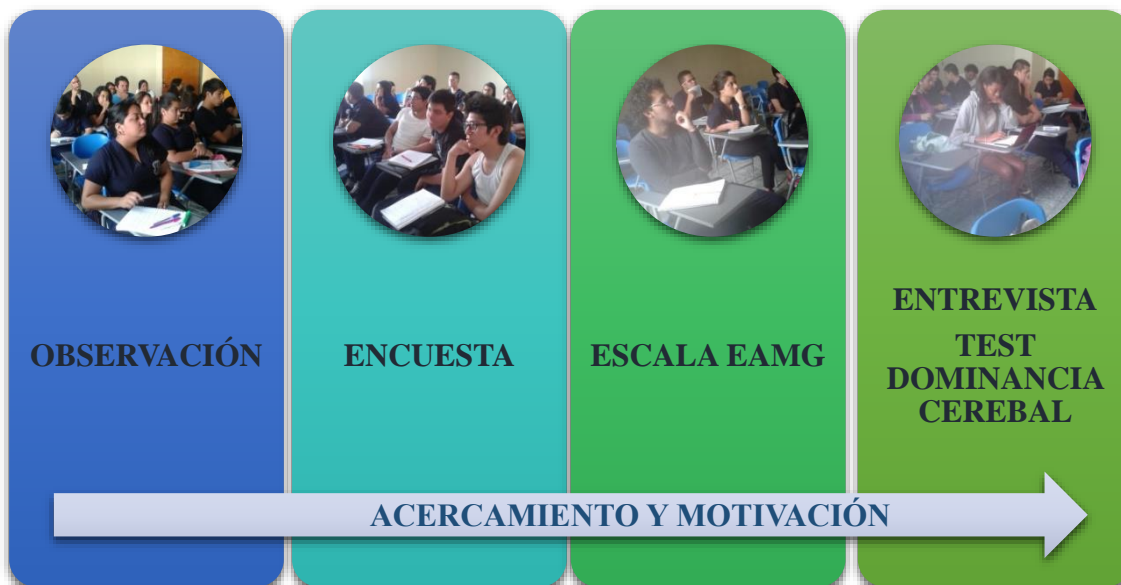 OBSERVACIÓN
ENCUESTA
ESCALA EAMG
ENTREVISTA
TEST
DOMINANCIA
CEREBAL
ACERCAMIENTO Y MOTIVACIÓN